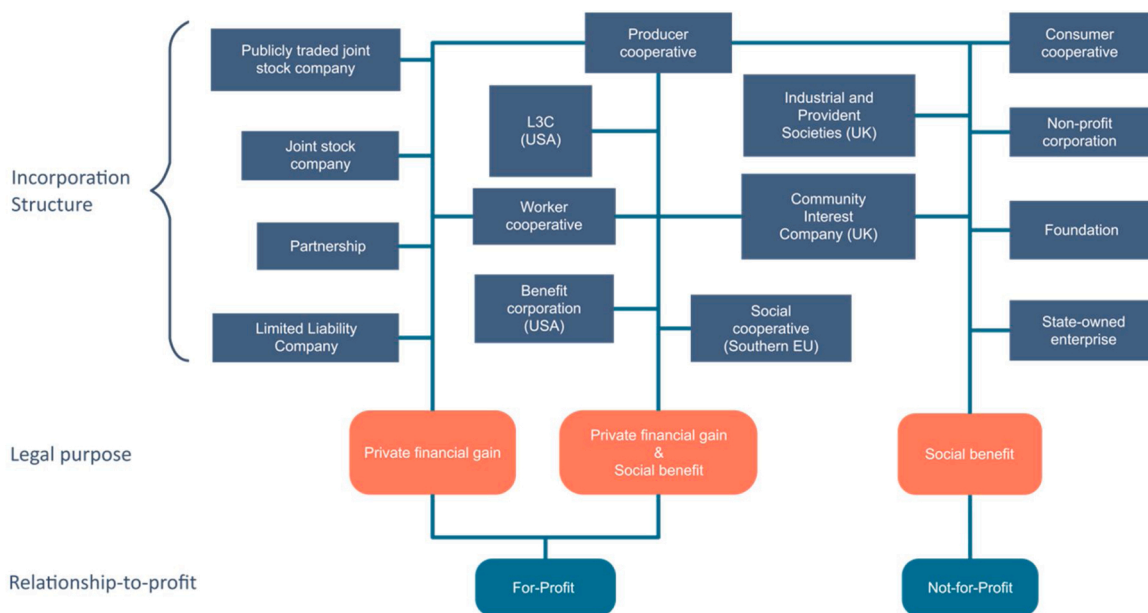 Publicly traded joint
stock company
Producer
cooperative
Consumer
cooperative
L3C
(USA)
Industrial and
Provident
Societies (UK)
Non-profit
corporation
Joint stock
company
Incorporation
Structure
Worker
cooperative
Community
Interest
Company (UK)
Foundation
Partnership
Benefit
corporation
(USA)
Social
cooperative
(Southern EU)
State-owned
enterprise
Limited Liability
Company
Legal purpose
Private financial gain
Private financial gain
&
Social benefit
Social benefit
Relationship-to-profit
For-Profit
Not-for-Profit